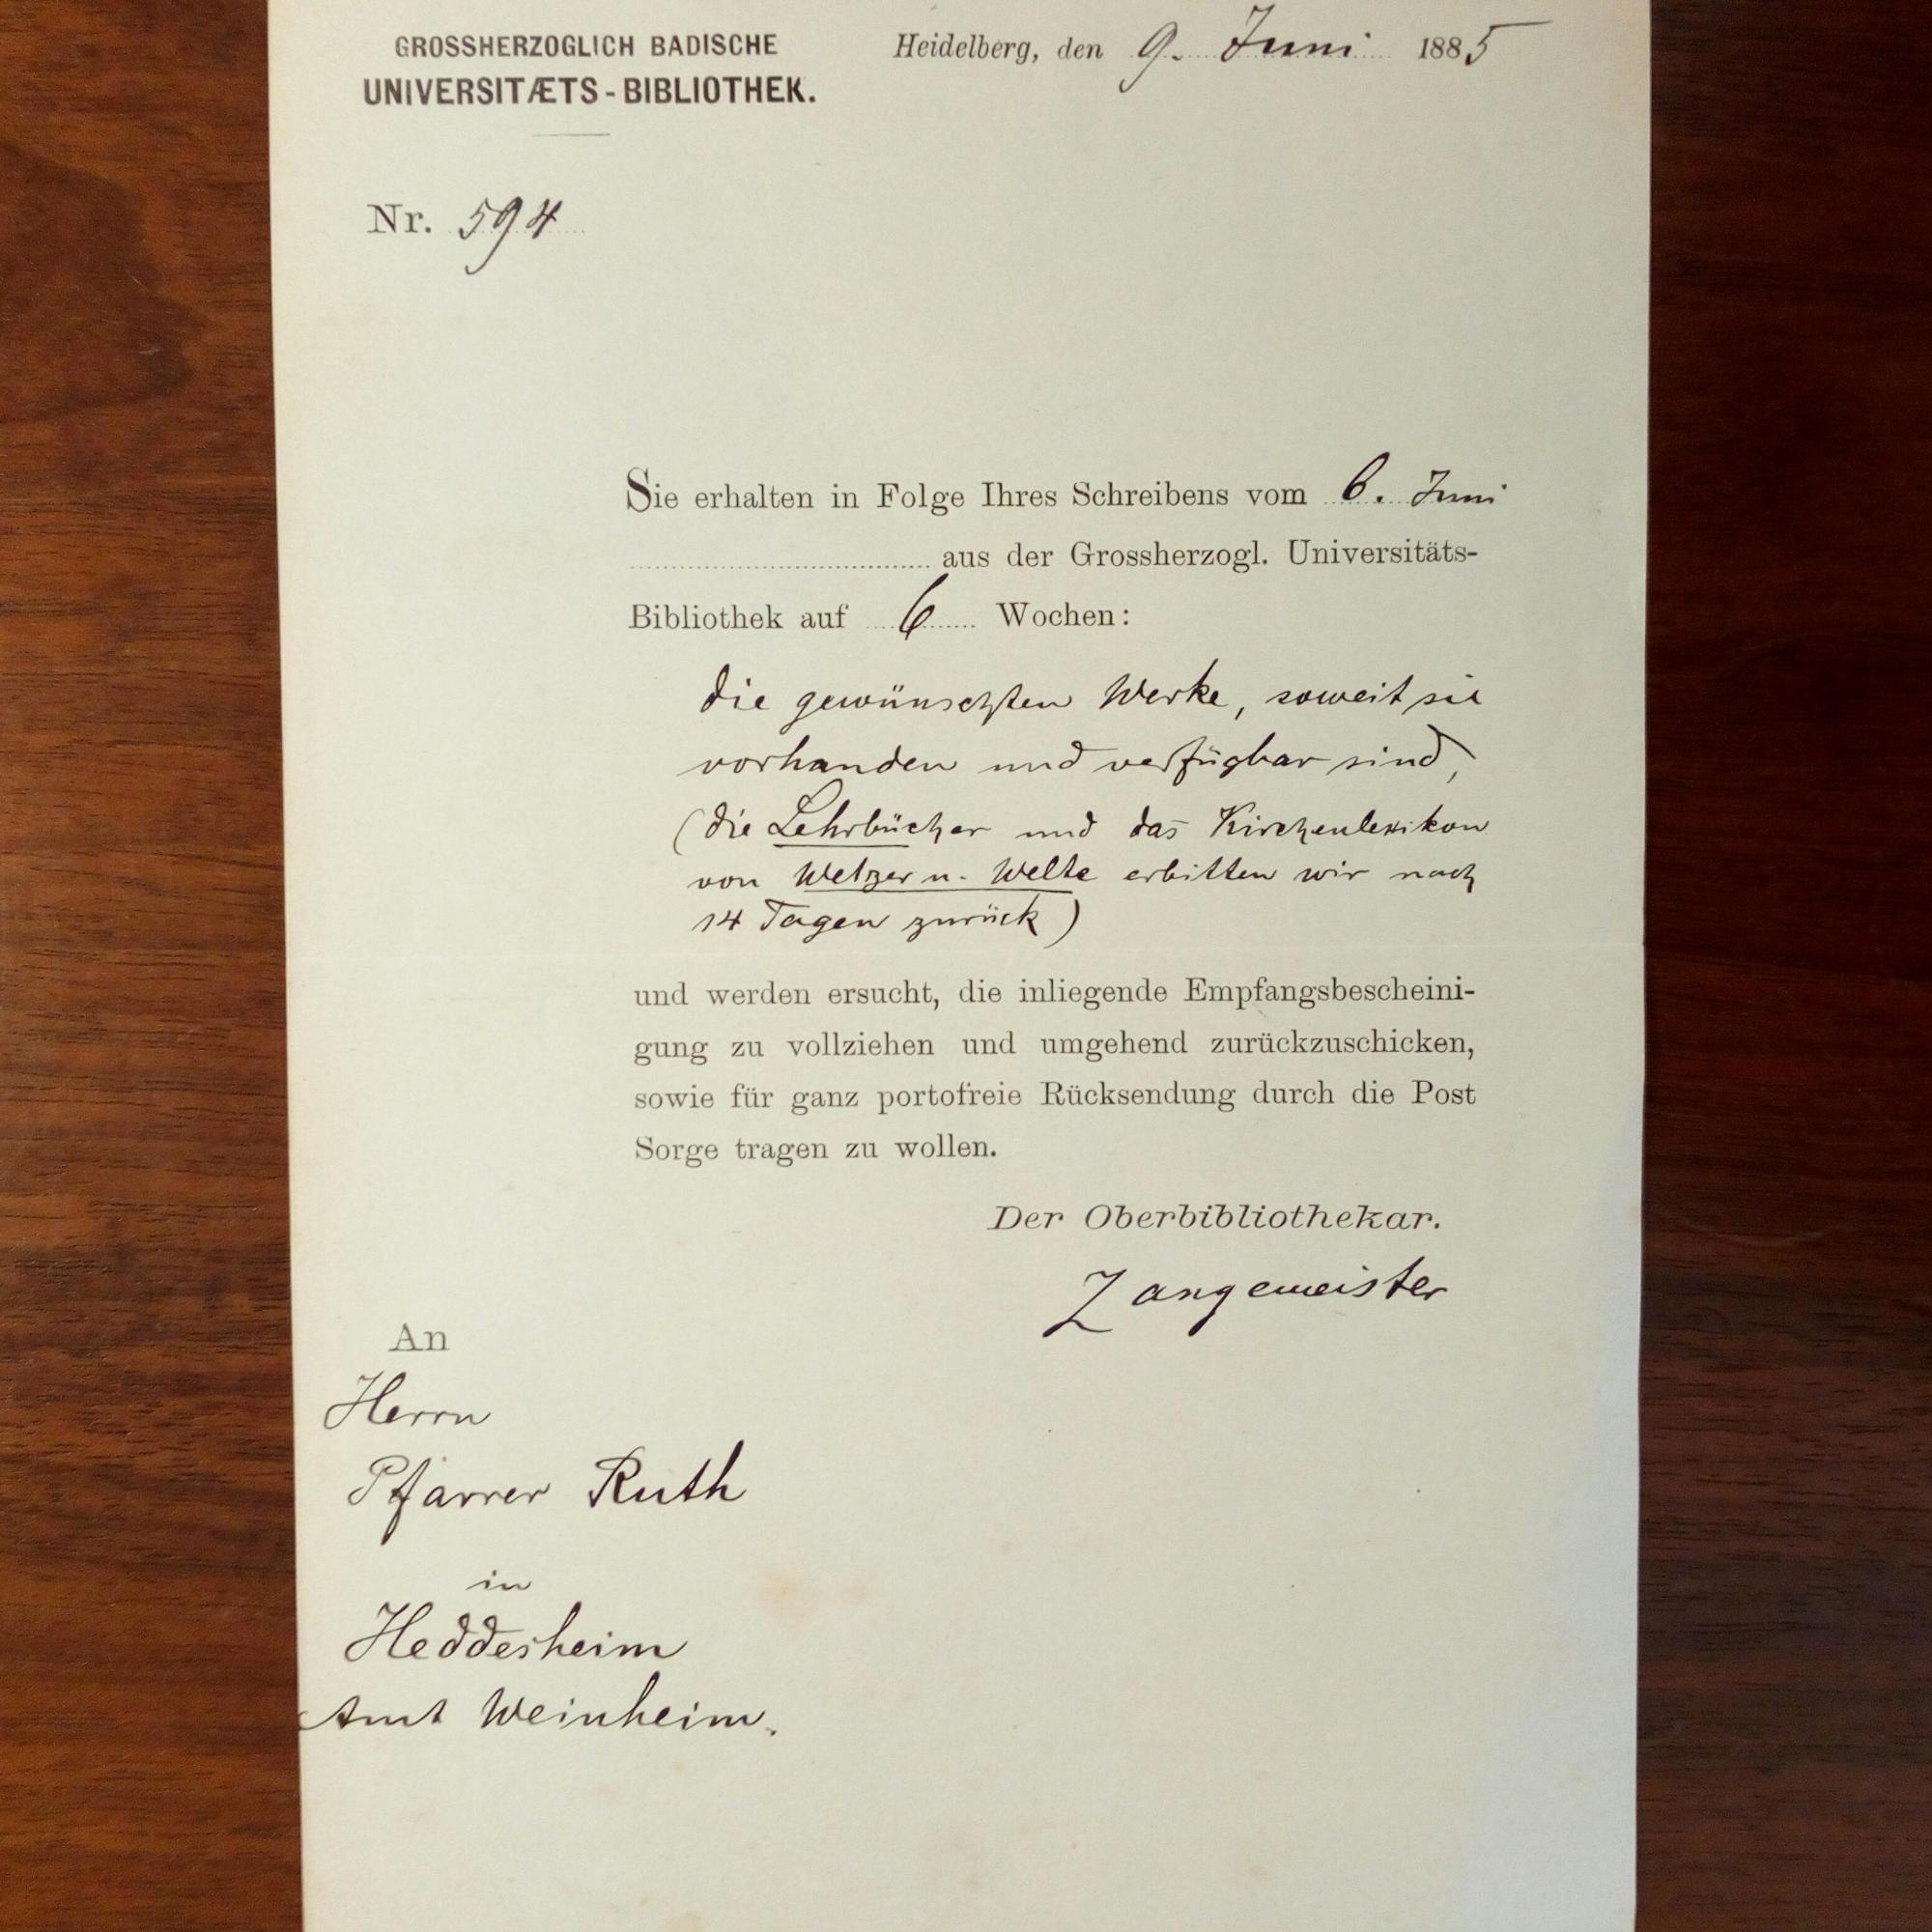 GROSSHERZOGLICH BADISCHE
UNIVERSITÆTS-BIBLIOTHEK.
Heidelberg, den 9. Juni 1885
Nr. 594
Sie erhalten in Folge Ihres Schreibens vom 6. Juni
aus der Grossherzogl. Universitäts-
Bibliothek auf 6 Wochen:
die gewünschten Werke, soweit sie
vorhanden und verfügbar sind,
(die Lehrbücher und das Kirchenlexikon
von Wetzer u. Welte erbitten wir nach
14 Tagen zurück)
und werden ersucht, die inliegende Empfangsbescheini-
gung zu vollziehen und umgehend zurückzuschicken,
sowie für ganz portofreie Rücksendung durch die Post
Sorge tragen zu wollen.
Der Oberbibliothekar.
Zangemeister
An
Herrn
Pfarrer Ruth
in
Heddesheim
Amt Weinheim.